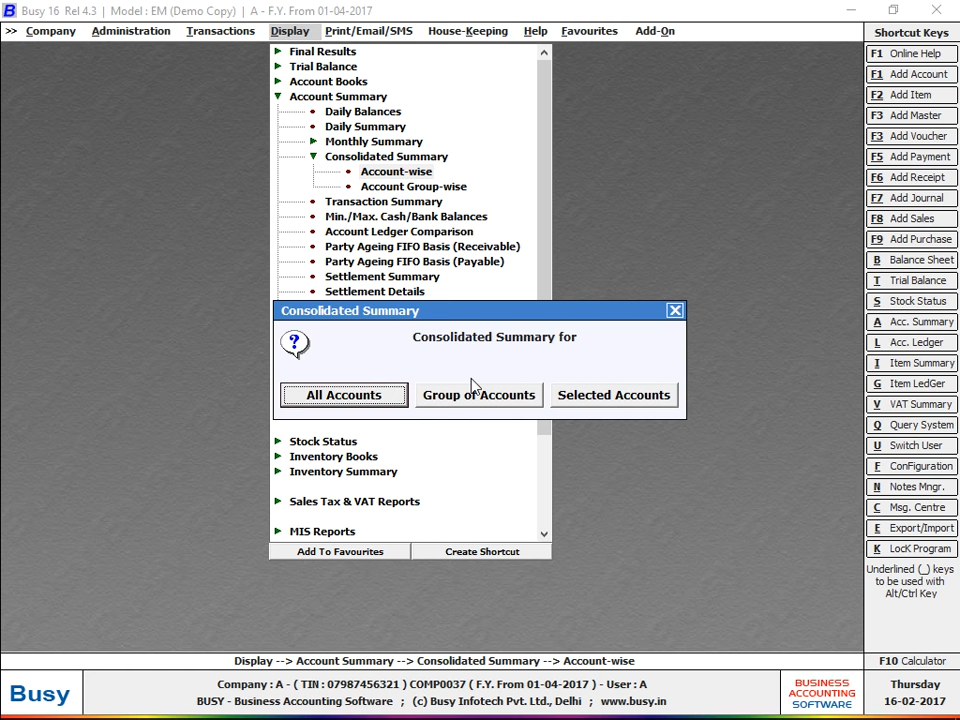 Busy 16 Rel 4.3 | Model : EM (Demo Copy) | A - F.Y. From 01-04-2017
>> Company Administration Transactions Display Print/Email/SMS House-Keeping Help Favourites Add-On
Final Results
Trial Balance
Account Books
Account Summary
Daily Balances
Daily Summary
Monthly Summary
Consolidated Summary
Account-wise
Account Group-wise
Transaction Summary
Min./Max. Cash/Bank Balances
Account Ledger Comparison
Party Ageing FIFO Basis (Receivable)
Party Ageing FIFO Basis (Payable)
Settlement Summary
Settlement Details
Consolidated Summary
?
Consolidated Summary for
All Accounts Group of Accounts Selected Accounts
Stock Status
Inventory Books
Inventory Summary
Sales Tax & VAT Reports
MIS Reports
Add To Favourites Create Shortcut
Shortcut Keys
F1 Online Help
F1 Add Account
F2 Add Item
F3 Add Master
F3 Add Voucher
F5 Add Payment
F6 Add Receipt
F7 Add Journal
F8 Add Sales
F9 Add Purchase
B Balance Sheet
T Trial Balance
S Stock Status
A Acc. Summary
L Acc. Ledger
I Item Summary
G Item LedGer
V VAT Summary
Q Query System
U Switch User
F ConFiguration
N Notes Mngr.
C Msg. Centre
E Export/Import
K LocK Program
Underlined (_) keys
to be used with
Alt/Ctrl Key
Display --> Account Summary --> Consolidated Summary --> Account-wise
F10 Calculator
Busy
Company : A - ( TIN : 07987456321 ) COMP0037 ( F.Y. From 01-04-2017 ) - User : A
BUSY - Business Accounting Software ; (c) Busy Infotech Pvt. Ltd., Delhi ; www.busy.in
BUSINESS
ACCOUNTING
SOFTWARE
Thursday
16-02-2017